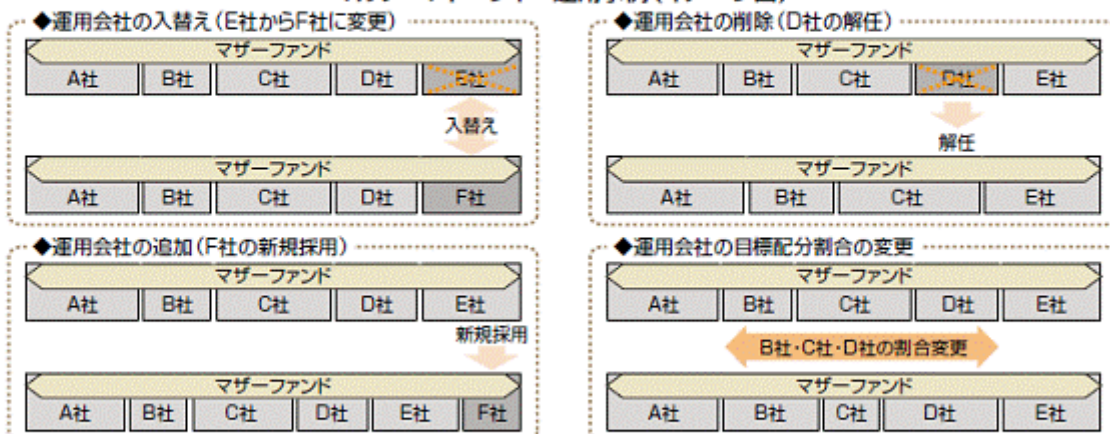 ◆運用会社の入替え(E社からF社に変更)
マザーファンド
A社 B社 C社 D社 E社
入替え
マザーファンド
A社 B社 C社 D社 F社
◆運用会社の削除(D社の解任)
マザーファンド
A社 B社 C社 D社 E社
解任
マザーファンド
A社 B社 C社 E社
◆運用会社の追加(F社の新規採用)
マザーファンド
A社 B社 C社 D社 E社
新規採用
マザーファンド
A社 B社 C社 D社 E社 F社
◆運用会社の目標配分割合の変更
マザーファンド
A社 B社 C社 D社 E社
B社・C社・D社の割合変更
マザーファンド
A社 B社 C社 D社 E社